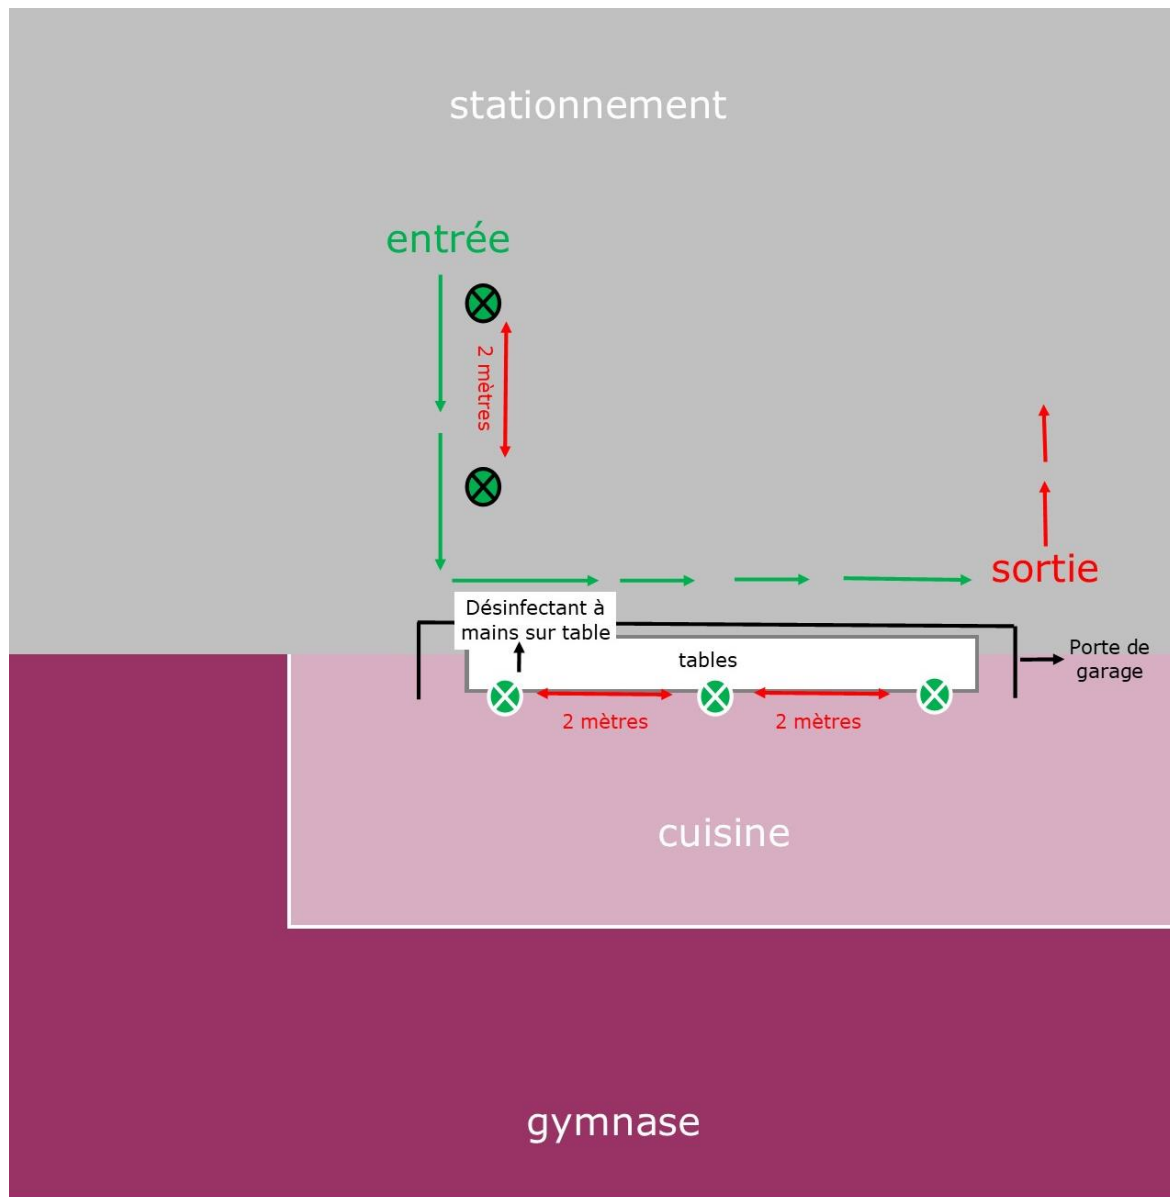 stationnement
entrée
2 mètres
sortie
Désinfectant à
mains sur table
tables
Porte de
garage
2 mètres
2 mètres
cuisine
gymnase